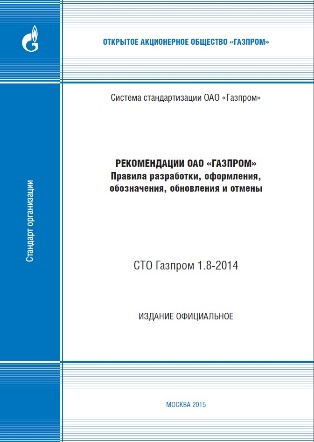 ОТКРЫТОЕ АКЦИОНЕРНОЕ ОБЩЕСТВО «ГАЗПРОМ»
Система стандартизации ОАО «Газпром»
РЕКОМЕНДАЦИИ ОАО «ГАЗПРОМ»
Правила разработки, оформления,
обозначения, обновления и отмены
Стандарт организации
СТО Газпром 1.8-2014
ИЗДАНИЕ ОФИЦИАЛЬНОЕ
МОСКВА 2015